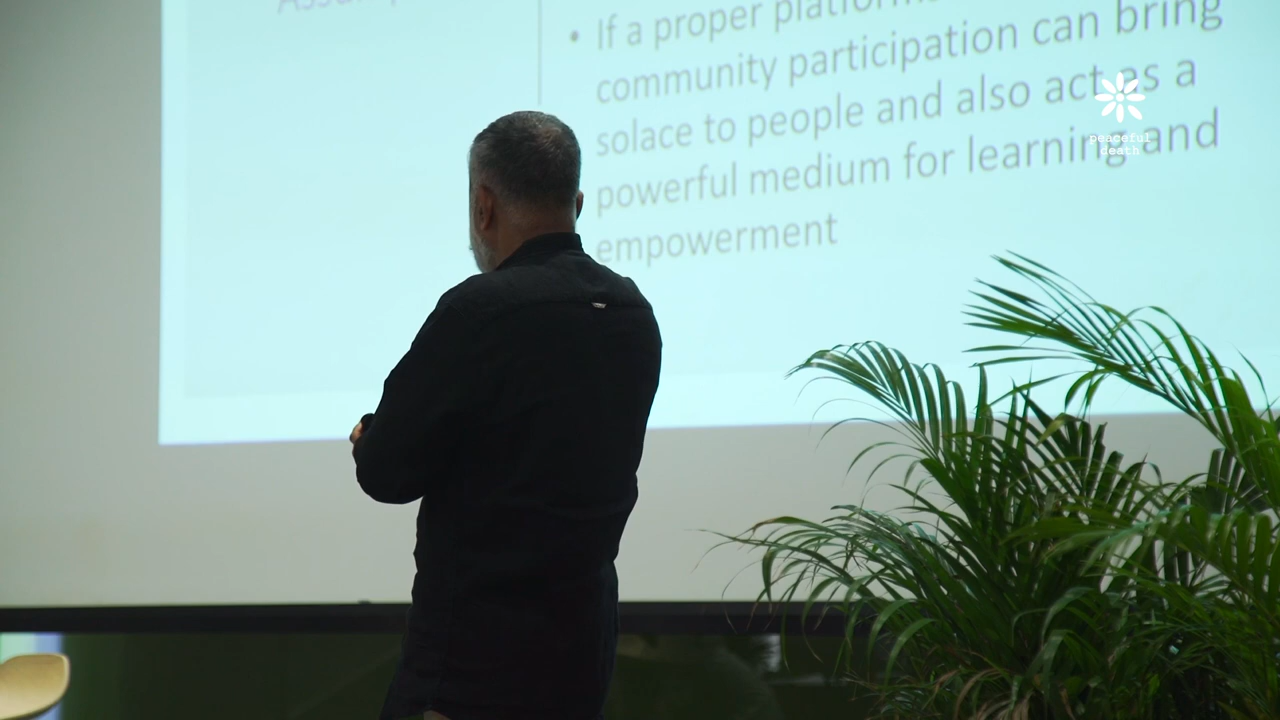 • If a proper platform
community participation can bring
solace to people and also act as a
powerful medium for learning and
empowerment
peaceful
death